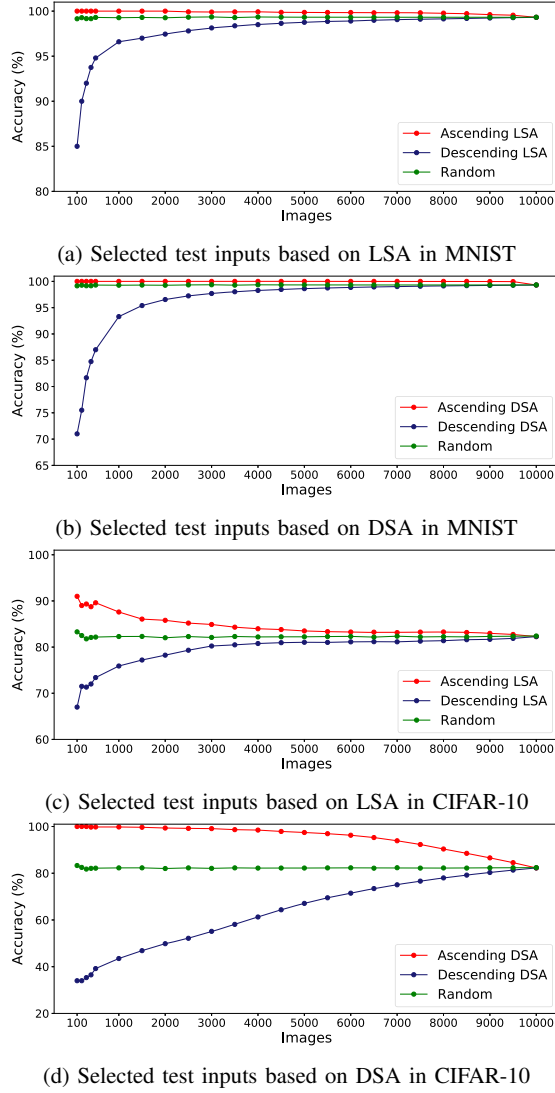 100
95
90
85
80
Accuracy (%)
Ascending LSA
Descending LSA
Random
100 1000 2000 3000 4000 5000 6000 7000 8000 9000 10000
Images
(a) Selected test inputs based on LSA in MNIST
100
95
90
85
80
75
70
65
Accuracy (%)
Ascending DSA
Descending DSA
Random
100 1000 2000 3000 4000 5000 6000 7000 8000 9000 10000
Images
(b) Selected test inputs based on DSA in MNIST
100
90
80
70
60
Accuracy (%)
Ascending LSA
Descending LSA
Random
100 1000 2000 3000 4000 5000 6000 7000 8000 9000 10000
Images
(c) Selected test inputs based on LSA in CIFAR-10
100
80
60
40
20
Accuracy (%)
Ascending DSA
Descending DSA
Random
100 1000 2000 3000 4000 5000 6000 7000 8000 9000 10000
Images
(d) Selected test inputs based on DSA in CIFAR-10